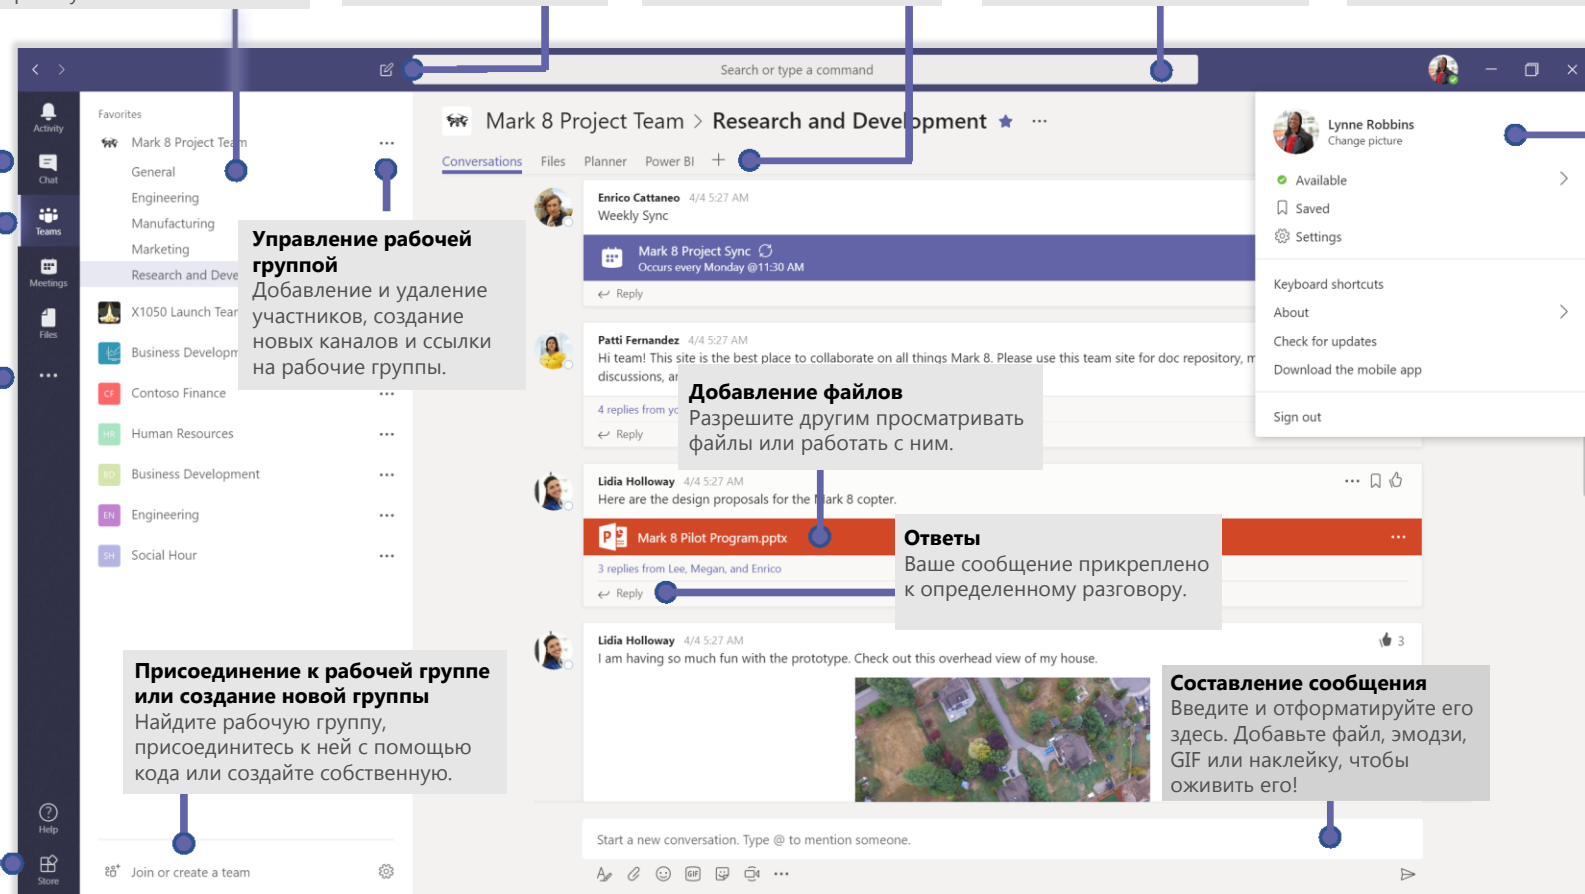 Search or type a command
Activity
Chat
Teams
Meetings
Files
Help
Store
Favorites
Mark 8 Project Team
General
Engineering
Manufacturing
Marketing
Research and Deve
X1050 Launch Tear
Business Developm
CF Contoso Finance
HR Human Resources
BD Business Development
EN Engineering
SH Social Hour
Join or create a team
Управление рабочей
группой
Добавление и удаление
участников, создание
новых каналов и ссылки
на рабочие группы.
Присоединение к рабочей группе
или создание новой группы
Найдите рабочую группу,
присоединитесь к ней с помощью
кода или создайте собственную.
Mark 8 Project Team > Research and Development
Conversations Files Planner Power BI
Enrico Cattaneo 4/4 5:27 AM
Weekly Sync
Mark 8 Project Sync
Occurs every Monday @11:30 AM
Reply
Patti Fernandez 4/4 5:27 AM
Hi team! This site is the best place to collaborate on all things Mark 8. Please use this team site for doc repository,
discussions,
4 replies from
Reply
Добавление файлов
Разрешите другим просматривать
файлы или работать с ним.
Lidia Holloway 4/4 5:27 AM
Here are the design proposals for the Mark 8 copter.
Mark 8 Pilot Program.pptx
3 replies from Lee, Megan, and Enrico
Reply
Ответы
Ваше сообщение прикреплено
к определенному разговору.
Lidia Holloway 4/4 5:27 AM
3
I am having so much fun with the prototype. Check out this overhead view of my house.
Составление сообщения
Введите и отформатируйте его
здесь. Добавьте файл, эмодзи,
GIF или наклейку, чтобы
оживить его!
Start a new conversation. Type @ to mention someone.
GIF
Lynne Robbins
Change picture
Available
Saved
Settings
Keyboard shortcuts
About
Check for updates
Download the mobile app
Sign out